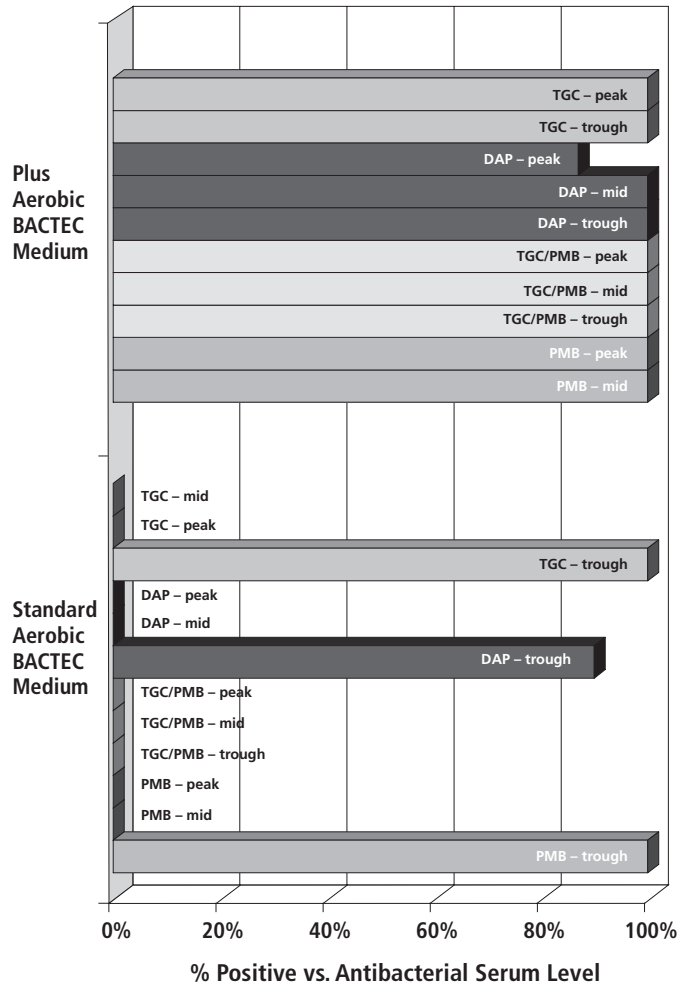 TGC – peak
TGC – trough
DAP – peak
DAP – mid
DAP – trough
TGC/PMB – peak
TGC/PMB – mid
TGC/PMB – trough
PMB – peak
PMB – mid
Plus
Aerobic
BACTEC
Medium
TGC – mid
TGC – peak
TGC – trough
DAP – peak
DAP – mid
DAP – trough
TGC/PMB – peak
TGC/PMB – mid
TGC/PMB – trough
PMB – peak
PMB – mid
PMB – trough
Standard
Aerobic
BACTEC
Medium
0% 20% 40% 60% 80% 100%
% Positive vs. Antibacterial Serum Level